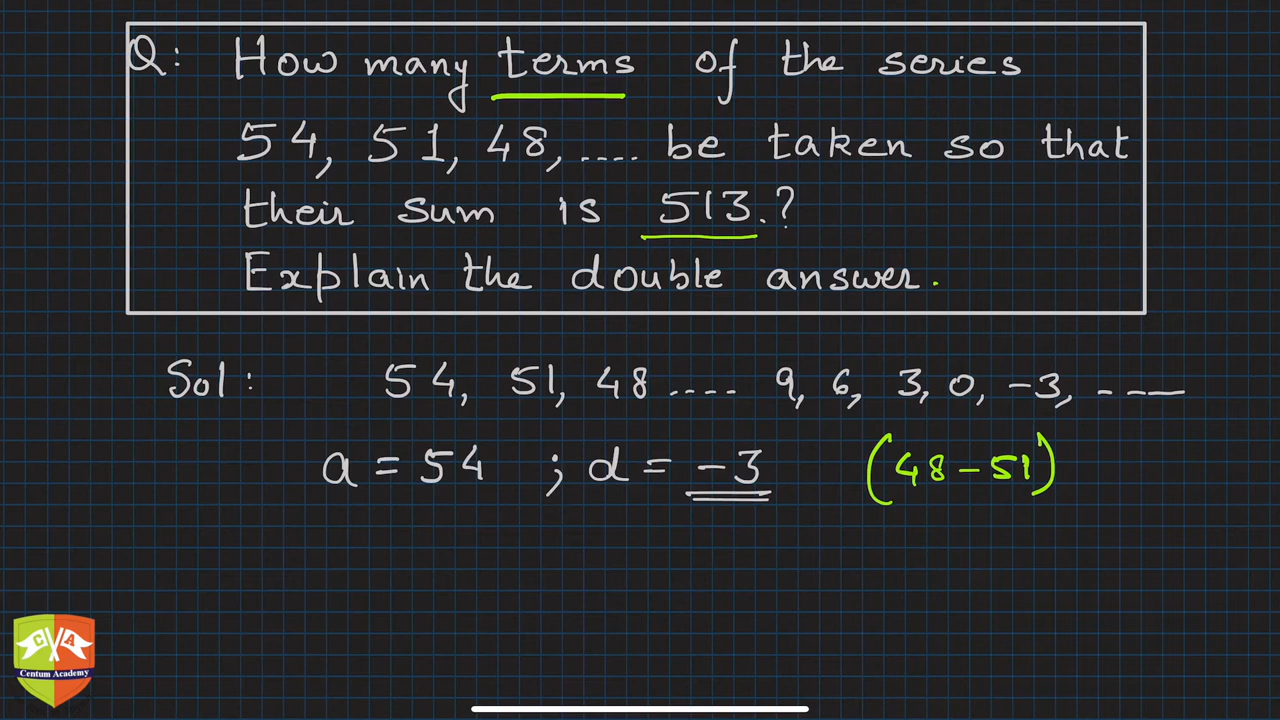 Q: How many terms of the series
54, 51, 48, .... be taken so that
their sum is 513.?
Explain the double answer.
Sol: 54, 51, 48 .... 9, 6, 3, 0, -3, ----
a = 54 ; d = -3 (48-51)
C A
Centum Academy